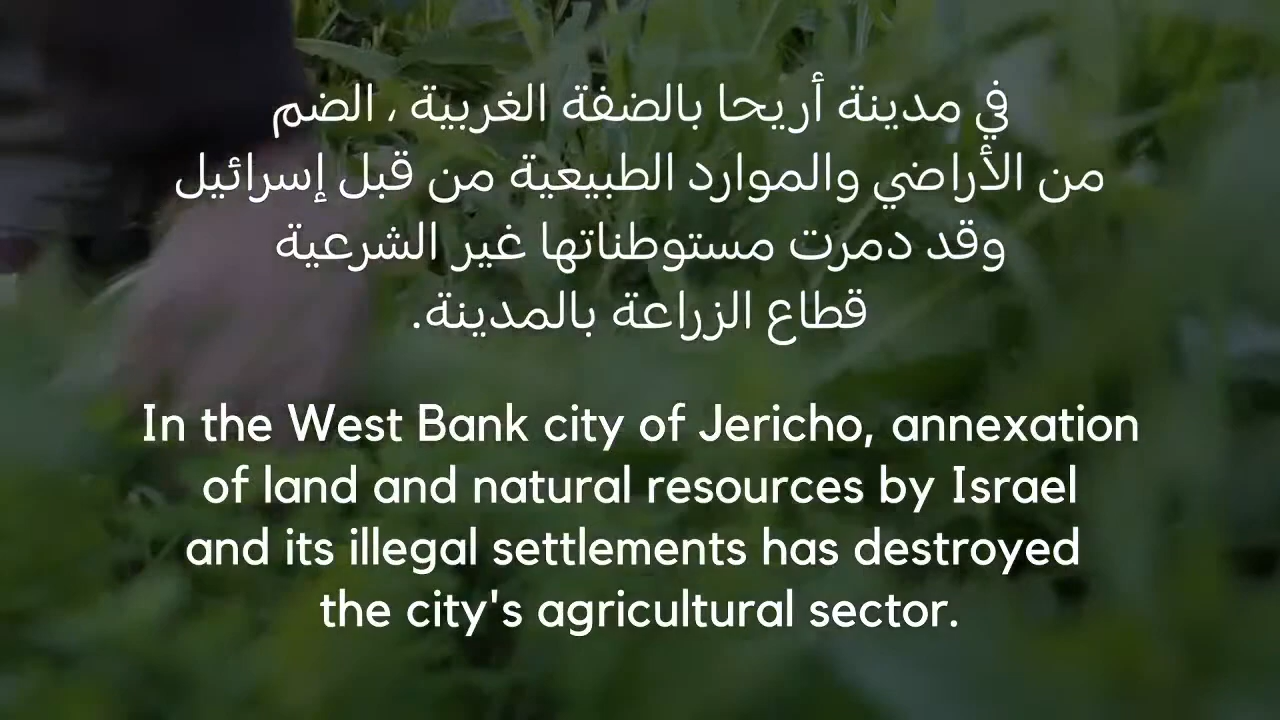 في مدينة أريحا بالضفة الغربية ، الضم
من الأراضي والموارد الطبيعية من قبل إسرائيل
وقد دمرت مستوطناتها غير الشرعية
قطاع الزراعة بالمدينة.
In the West Bank city of Jericho, annexation
of land and natural resources by Israel
and its illegal settlements has destroyed
the city's agricultural sector.